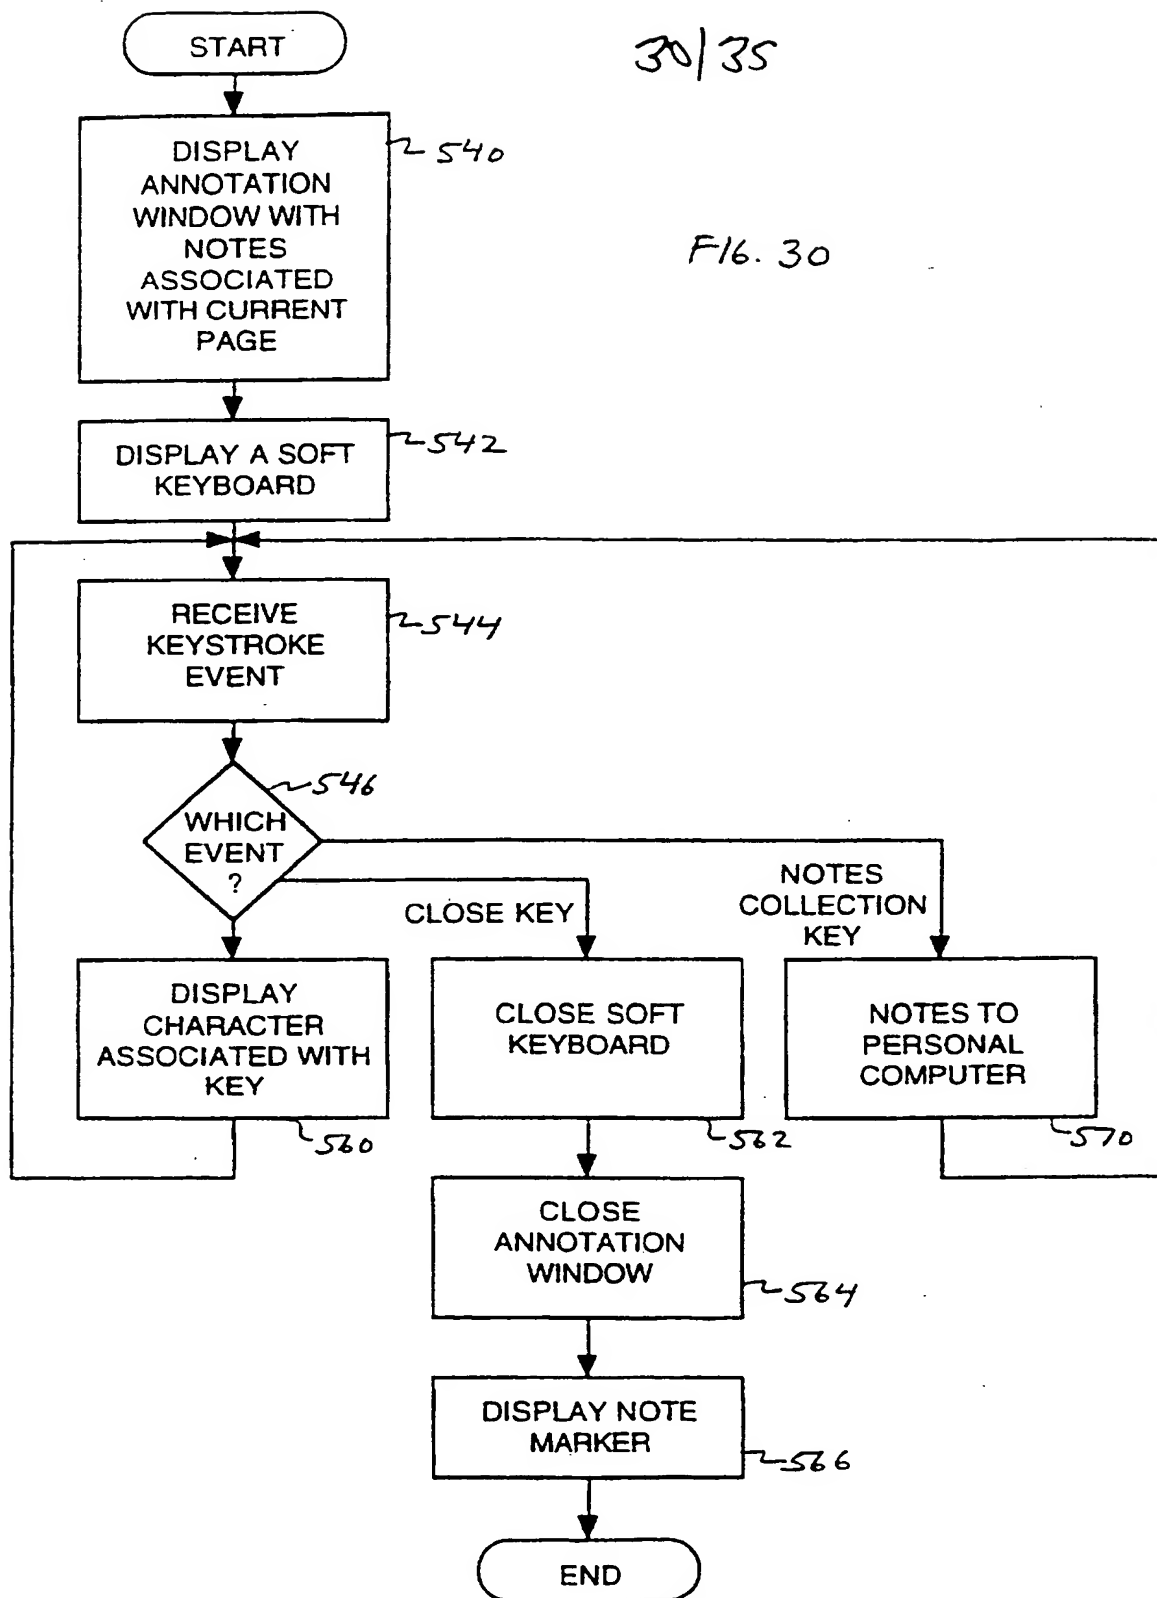 START
30/35
DISPLAY
ANNOTATION
WINDOW WITH
NOTES
ASSOCIATED
WITH CURRENT
PAGE
540
FIG. 30
DISPLAY A SOFT
KEYBOARD
542
RECEIVE
KEYSTROKE
EVENT
544
WHICH
EVENT
?
546
CLOSE KEY
NOTES
COLLECTION
KEY
DISPLAY
CHARACTER
ASSOCIATED WITH
KEY
560
CLOSE SOFT
KEYBOARD
562
NOTES TO
PERSONAL
COMPUTER
570
CLOSE
ANNOTATION
WINDOW
564
DISPLAY NOTE
MARKER
566
END